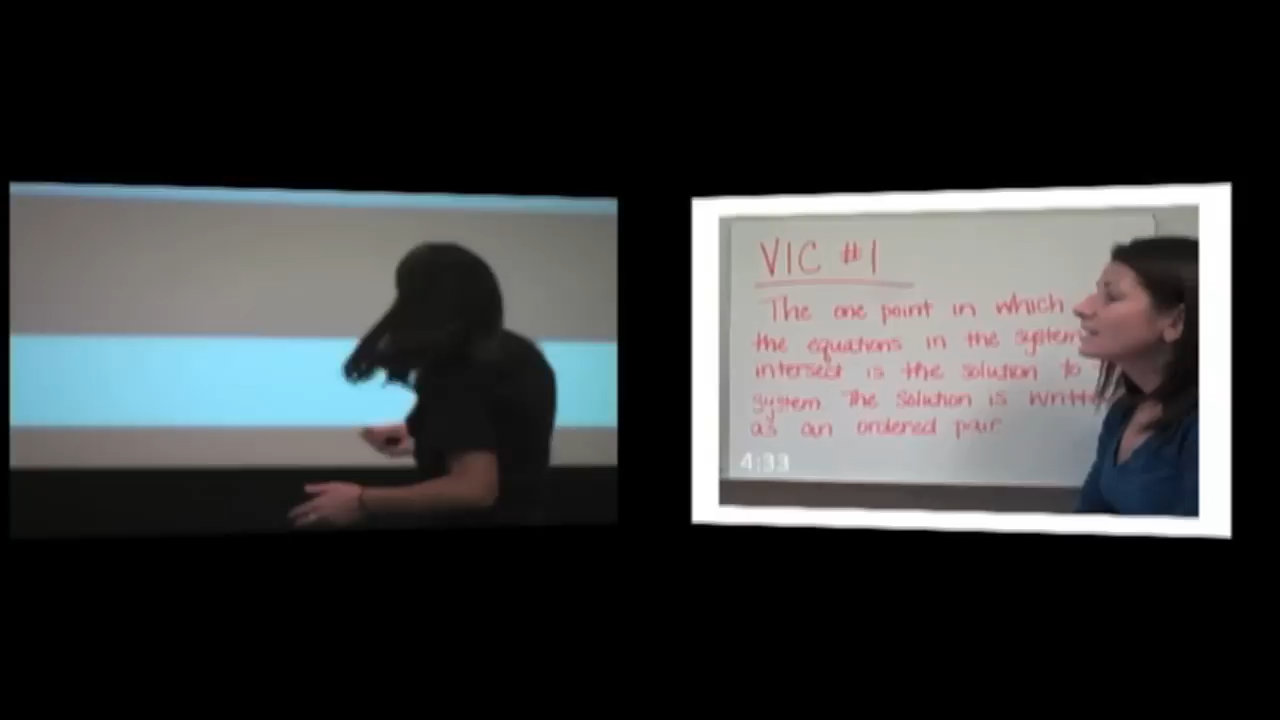 VIC #1
The one point in which
the equations in the system
intersect is the solution to
system. The solution is
as an ordered pair
4:33